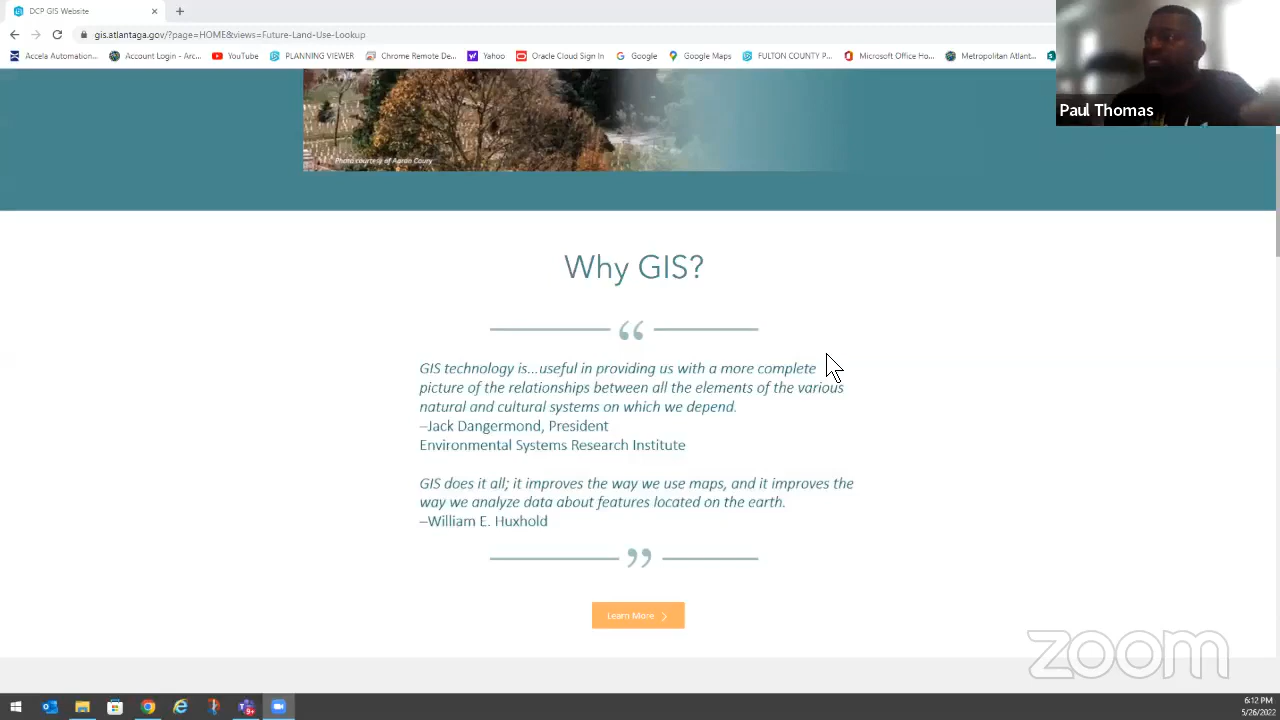 DCP GIS Website
gis.atlantaga.gov/?page=HOME&views=Future-Land-Use-Lookup
Accela Automation...
Account Login - Arc...
YouTube
PLANNING VIEWER
Chrome Remote De...
Yahoo
Oracle Cloud Sign In
Google
Google Maps
FULTON COUNTY P...
Microsoft Office Ho...
Metropolitan Atlant...
Paul Thomas
Photo courtesy of Aaron Coury
Why GIS?
“
GIS technology is...useful in providing us with a more complete
picture of the relationships between all the elements of the various
natural and cultural systems on which we depend.
–Jack Dangermond, President
Environmental Systems Research Institute
GIS does it all; it improves the way we use maps, and it improves the
way we analyze data about features located on the earth.
–William E. Huxhold
”
Learn More
zoom
6:12 PM
5/26/2022